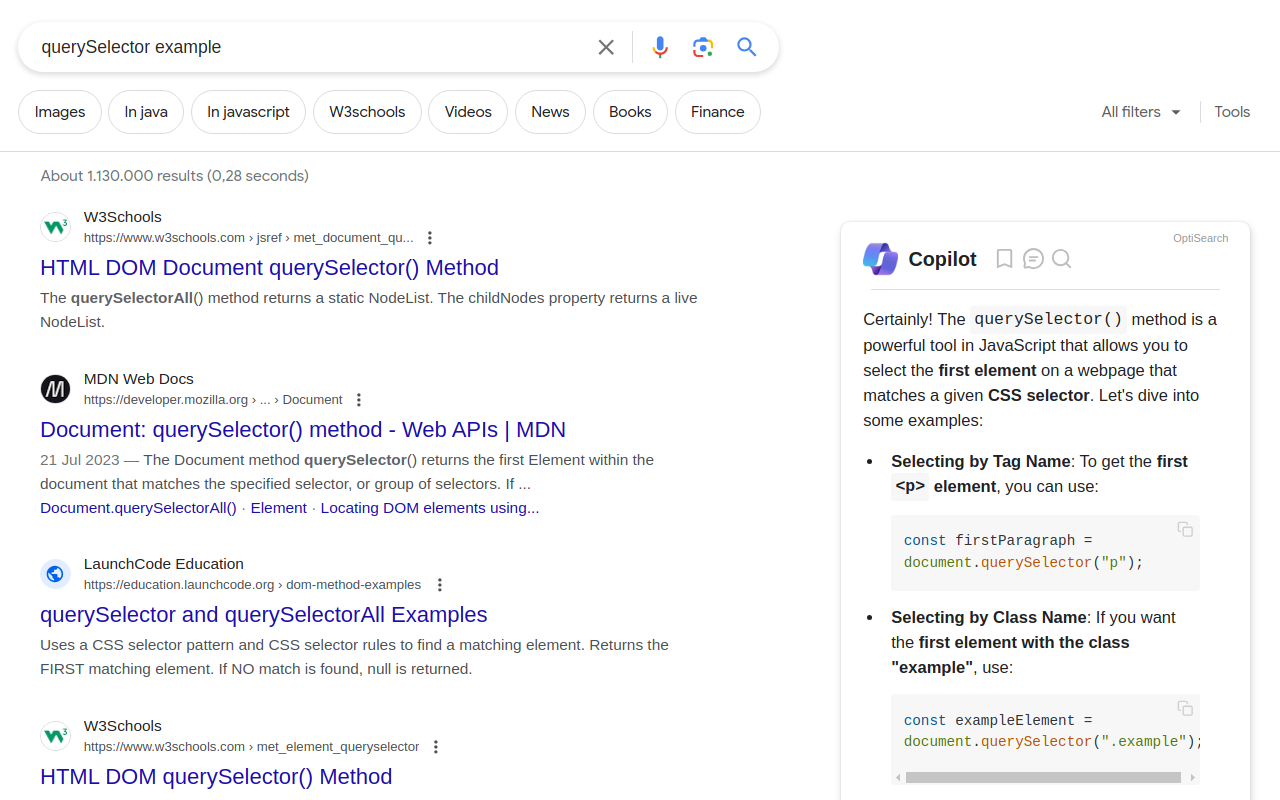 querySelector example
Images
In java
In javascript
W3schools
Videos
News
Books
Finance
All filters
Tools
About 1.130.000 results (0,28 seconds)
W3Schools
https://www.w3schools.com › jsref › met_document_qu...
HTML DOM Document querySelector() Method
The querySelectorAll() method returns a static NodeList. The childNodes property returns a live
NodeList.
MDN Web Docs
https://developer.mozilla.org › ... › Document
Document: querySelector() method - Web APIs | MDN
21 Jul 2023 — The Document method querySelector() returns the first Element within the
document that matches the specified selector, or group of selectors. If ...
Document.querySelectorAll() · Element · Locating DOM elements using...
LaunchCode Education
https://education.launchcode.org › dom-method-examples
querySelector and querySelectorAll Examples
Uses a CSS selector pattern and CSS selector rules to find a matching element. Returns the
FIRST matching element. If NO match is found, null is returned.
W3Schools
https://www.w3schools.com › met_element_queryselector
HTML DOM querySelector() Method
OptiSearch
Copilot
Certainly! The querySelector() method is a
powerful tool in JavaScript that allows you to
select the first element on a webpage that
matches a given CSS selector. Let's dive into
some examples:
• Selecting by Tag Name: To get the first
<p> element, you can use:
const firstParagraph =
document.querySelector("p");
• Selecting by Class Name: If you want
the first element with the class
"example", use:
const exampleElement =
document.querySelector(".example");